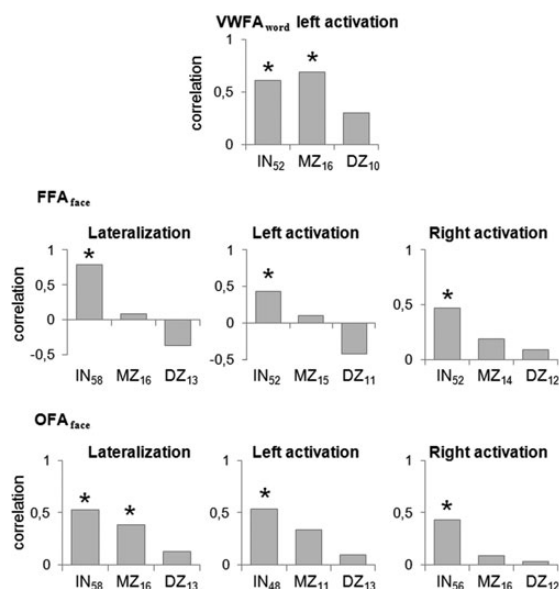 VWFAword left activation
1
* *
0,5
correlation
0
IN52 MZ16 DZ10
FFAface
Lateralization Left activation Right activation
1 1 1
* * *
0,5 0,5 0,5
correlation
0 0 0
-0,5 -0,5
IN58 MZ16 DZ13 IN52 MZ15 DZ11 IN52 MZ14 DZ12
OFAface
Lateralization Left activation Right activation
1 1 1
* * * *
0,5 0,5 0,5
correlation
0 0 0
IN58 MZ16 DZ13 IN48 MZ11 DZ13 IN56 MZ16 DZ12